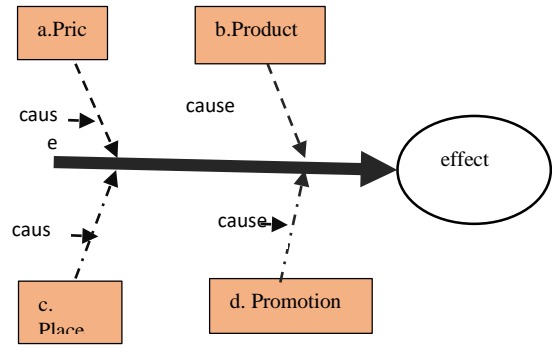 a.Pric
b.Product
caus
e
cause
effect
caus
cause
c.
Place
d. Promotion